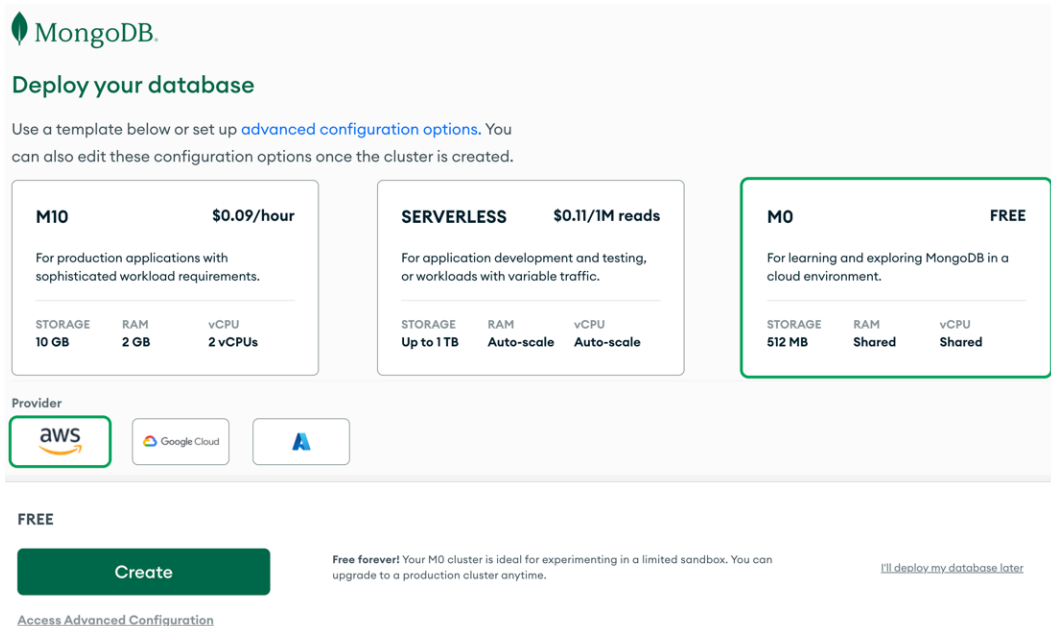 MongoDB.
Deploy your database
Use a template below or set up advanced configuration options. You
can also edit these configuration options once the cluster is created.
M10 $0.09/hour
For production applications with
sophisticated workload requirements.
STORAGE RAM vCPU
10 GB 2 GB 2 vCPUs
SERVERLESS $0.11/1M reads
For application development and testing,
or workloads with variable traffic.
STORAGE RAM vCPU
Up to 1 TB Auto-scale Auto-scale
M0 FREE
For learning and exploring MongoDB in a
cloud environment.
STORAGE RAM vCPU
512 MB Shared Shared
Provider
aws Google Cloud
FREE
Create
Free forever! Your M0 cluster is ideal for experimenting in a limited sandbox. You can
upgrade to a production cluster anytime.
I'll deploy my database later
Access Advanced Configuration